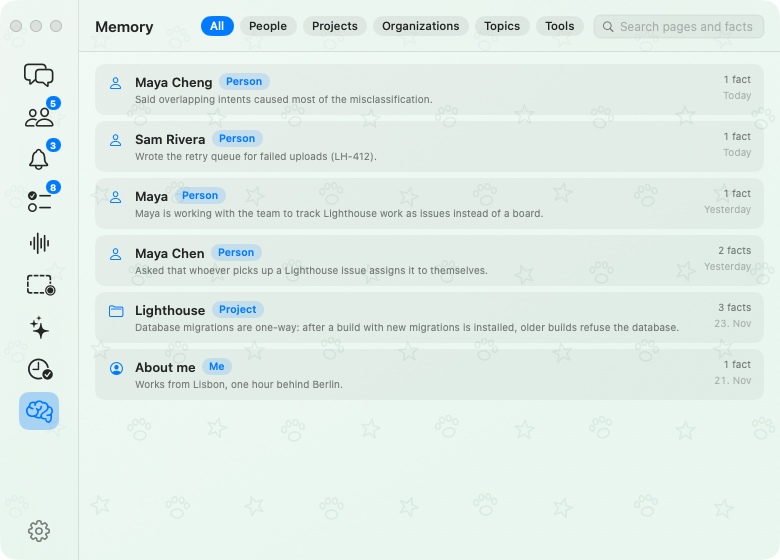 Memory
All
People
Projects
Organizations
Topics
Tools
Search pages and facts
5
3
8
Maya Cheng Person 1 fact
Said overlapping intents caused most of the misclassification. Today
Sam Rivera Person 1 fact
Wrote the retry queue for failed uploads (LH-412). Today
Maya Person 1 fact
Maya is working with the team to track Lighthouse work as issues instead of a board. Yesterday
Maya Chen Person 2 facts
Asked that whoever picks up a Lighthouse issue assigns it to themselves. Yesterday
Lighthouse Project 3 facts
Database migrations are one-way: after a build with new migrations is installed, older builds refuse the database. 23. Nov
About me Me 1 fact
Works from Lisbon, one hour behind Berlin. 21. Nov